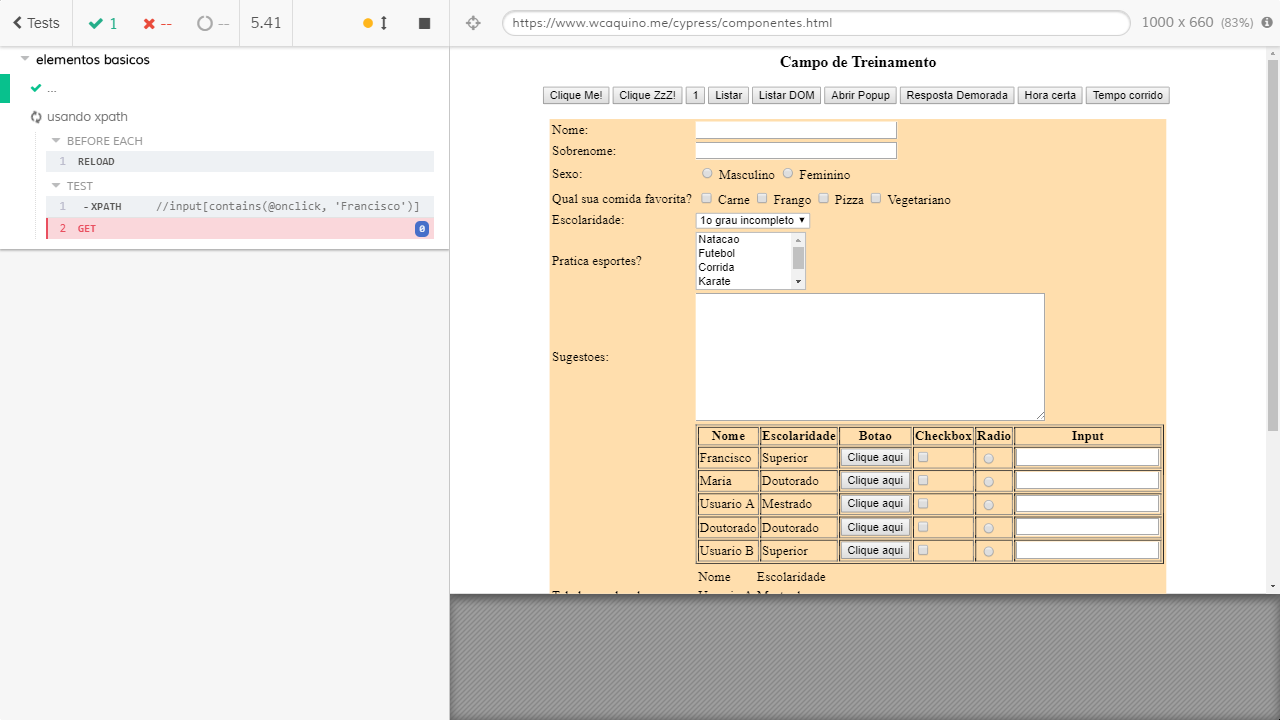 Tests 1 -- -- 5.41
https://www.wcaquino.me/cypress/componentes.html 1000 x 660 (83%)
elementos basicos
...
usando xpath
BEFORE EACH
1 RELOAD
TEST
1 - XPATH //input[contains(@onclick, 'Francisco')]
2 GET 0
Campo de Treinamento
Clique Me! Clique ZzZ! 1 Listar Listar DOM Abrir Popup Resposta Demorada Hora certa Tempo corrido
Nome:
Sobrenome:
Sexo: Masculino Feminino
Qual sua comida favorita? Carne Frango Pizza Vegetariano
Escolaridade: 1o grau incompleto
Pratica esportes?
Natacao
Futebol
Corrida
Karate
Sugestoes:
Nome Escolaridade Botao Checkbox Radio Input
Francisco Superior Clique aqui
Maria Doutorado Clique aqui
Usuario A Mestrado Clique aqui
Doutorado Doutorado Clique aqui
Usuario B Superior Clique aqui
Nome Escolaridade